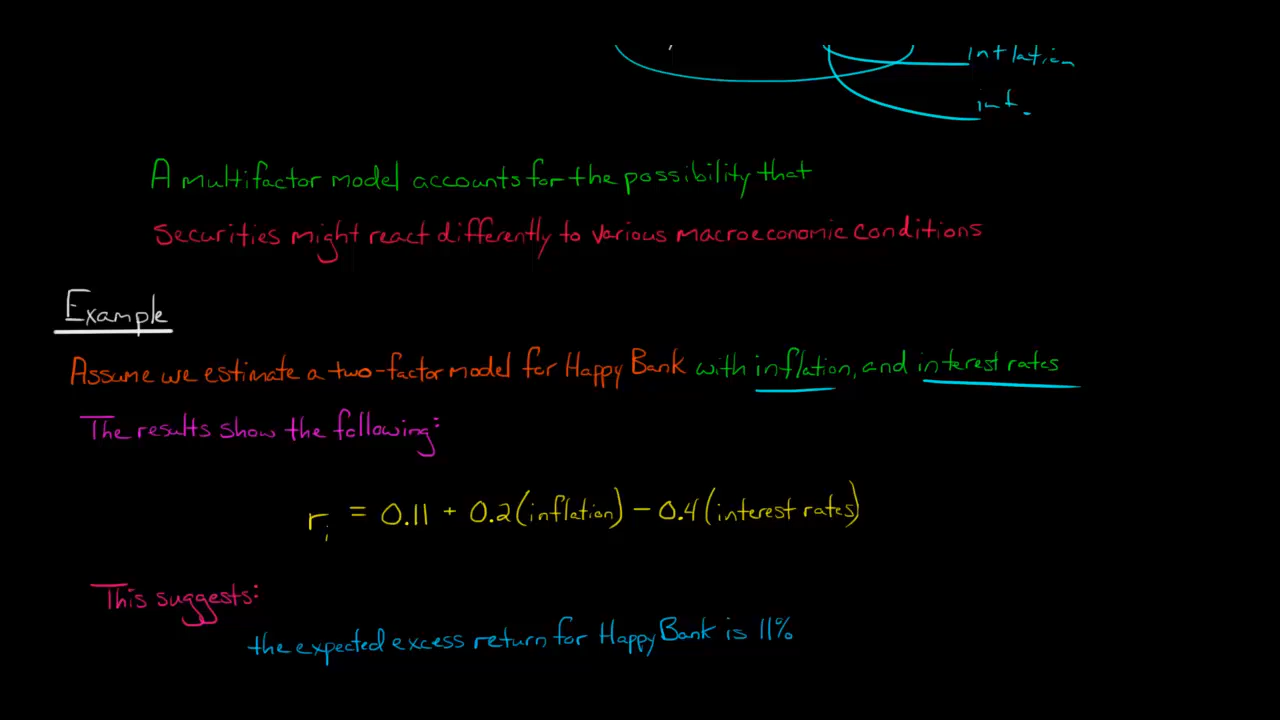 inflation
int.
A multifactor model accounts for the possibility that
securities might react differently to various macroeconomic conditions
Example
Assume we estimate a two-factor model for Happy Bank with inflation, and interest rates
The results show the following:
r_i = 0.11 + 0.2 (inflation) - 0.4 (interest rates)
This suggests:
the expected excess return for Happy Bank is 11%